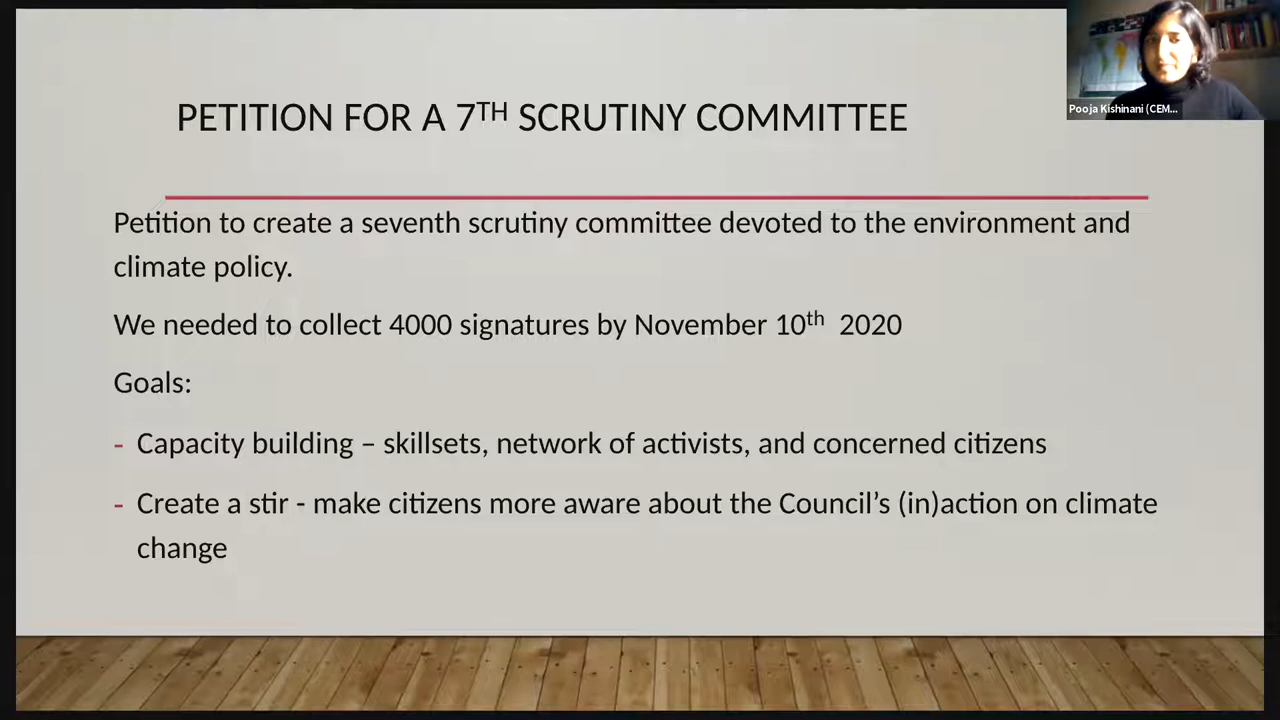 PETITION FOR A 7TH SCRUTINY COMMITTEE
Pooja Kishinani (CEM...
Petition to create a seventh scrutiny committee devoted to the environment and
climate policy.
We needed to collect 4000 signatures by November 10th 2020
Goals:
- Capacity building – skillsets, network of activists, and concerned citizens
- Create a stir - make citizens more aware about the Council’s (in)action on climate
change